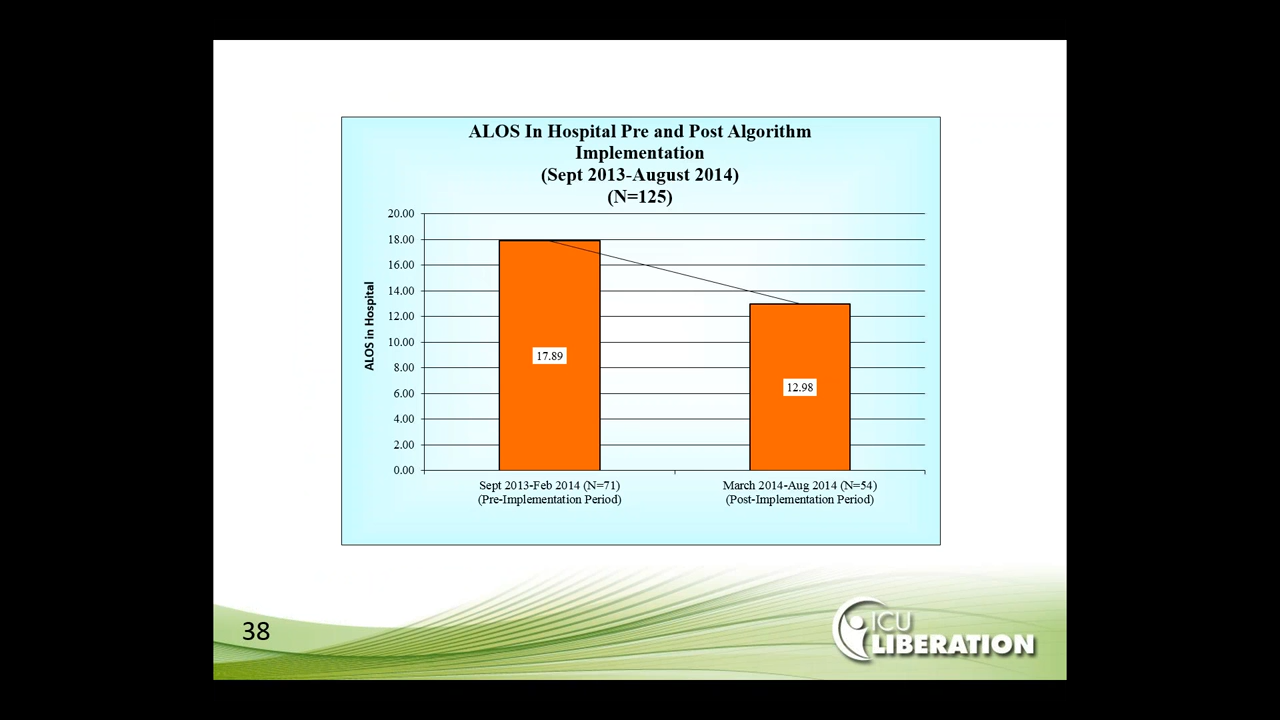 ALOS In Hospital Pre and Post Algorithm
Implementation
(Sept 2013-August 2014)
(N=125)
ALOS in Hospital
20.00
18.00
16.00
14.00
12.00
10.00
8.00
6.00
4.00
2.00
0.00
17.89
12.98
Sept 2013-Feb 2014 (N=71)
(Pre-Implementation Period)
March 2014-Aug 2014 (N=54)
(Post-Implementation Period)
38
ICU
LIBERATION